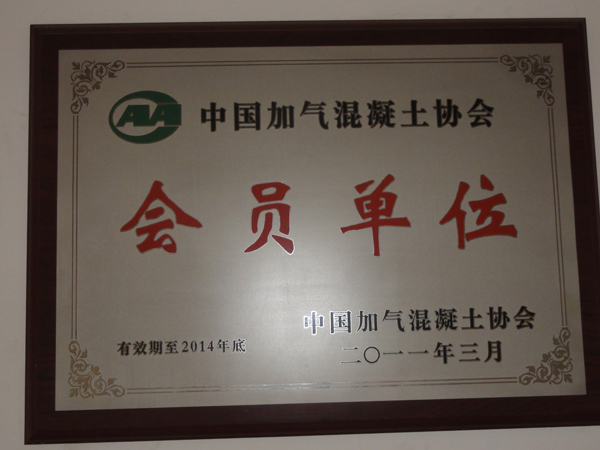 AA 中国加气混凝土协会
会员单位
中国加气混凝土协会
有效期至2014年底
二〇一一年三月